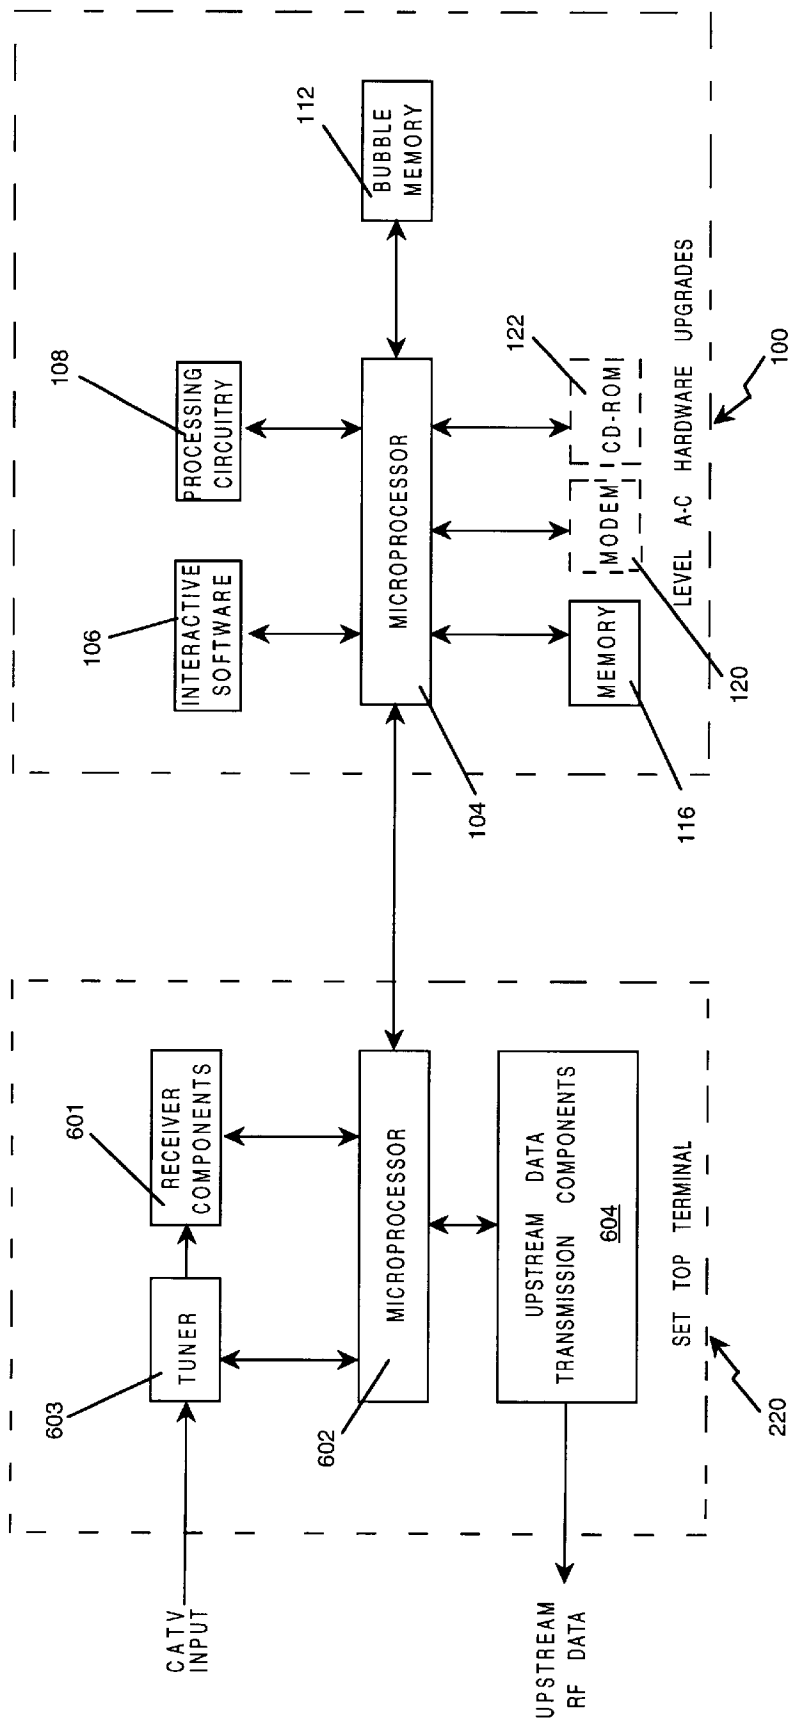 CATV
INPUT
603
TUNER
601
RECEIVER
COMPONENTS
602
MICROPROCESSOR
UPSTREAM DATA
TRANSMISSION COMPONENTS
604
UPSTREAM
RF DATA
SET TOP TERMINAL
220
106
INTERACTIVE
SOFTWARE
108
PROCESSING
CIRCUITRY
104
MICROPROCESSOR
112
BUBBLE
MEMORY
116
MEMORY
120
MODEM
122
CD-ROM
LEVEL A-C HARDWARE UPGRADES
100